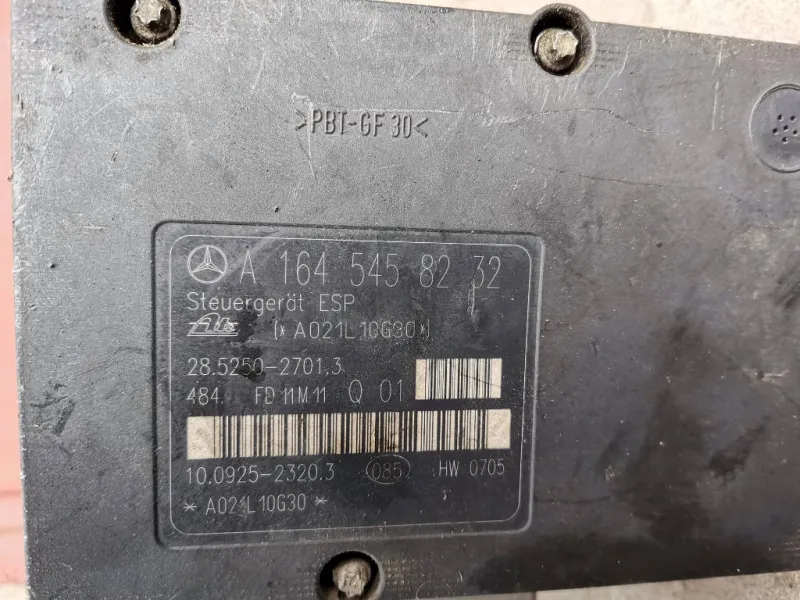 >PBT-GF 30<
A 164 545 82 32
Steuergerät ESP
Ate (* A021L10G30 *)
28.5250-2701.3
484 FD 11M11 Q 01
10.0925-2320.3 085 HW 0705
* A021L10G30 *